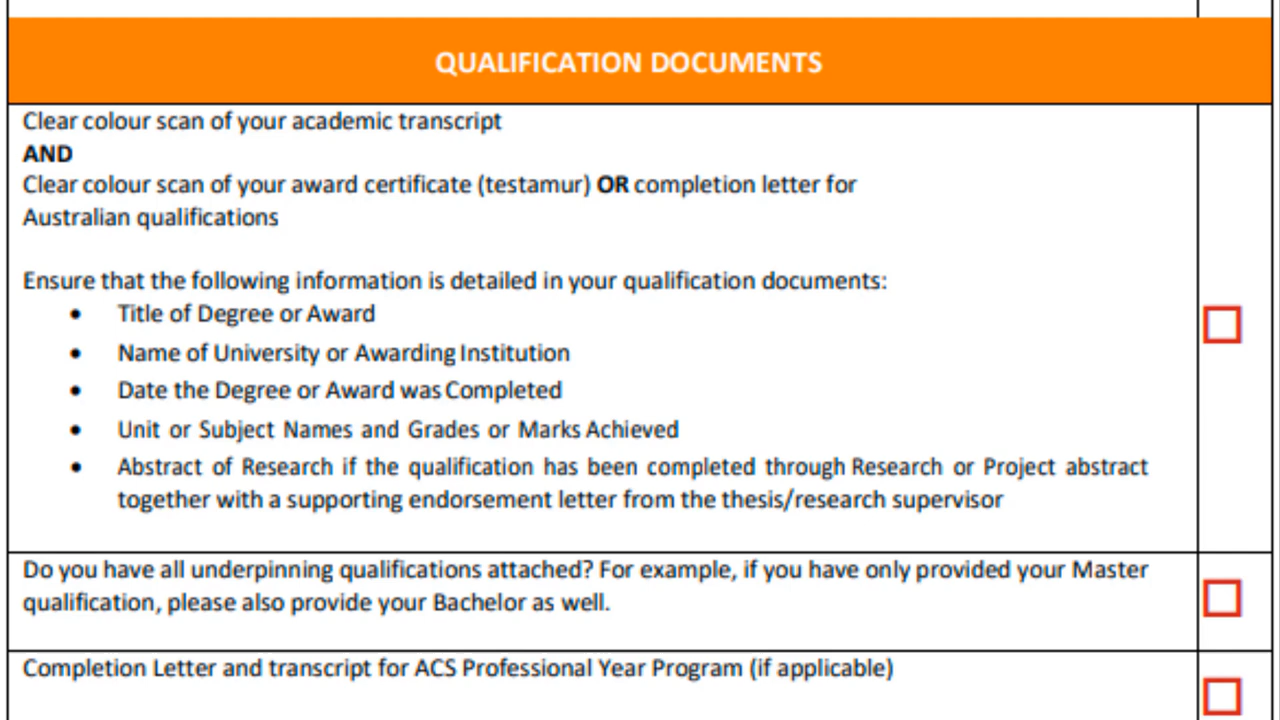 QUALIFICATION DOCUMENTS
Clear colour scan of your academic transcript
AND
Clear colour scan of your award certificate (testamur) OR completion letter for
Australian qualifications
Ensure that the following information is detailed in your qualification documents:
• Title of Degree or Award
• Name of University or Awarding Institution
• Date the Degree or Award was Completed
• Unit or Subject Names and Grades or Marks Achieved
• Abstract of Research if the qualification has been completed through Research or Project abstract
together with a supporting endorsement letter from the thesis/research supervisor
Do you have all underpinning qualifications attached? For example, if you have only provided your Master
qualification, please also provide your Bachelor as well.
Completion Letter and transcript for ACS Professional Year Program (if applicable)